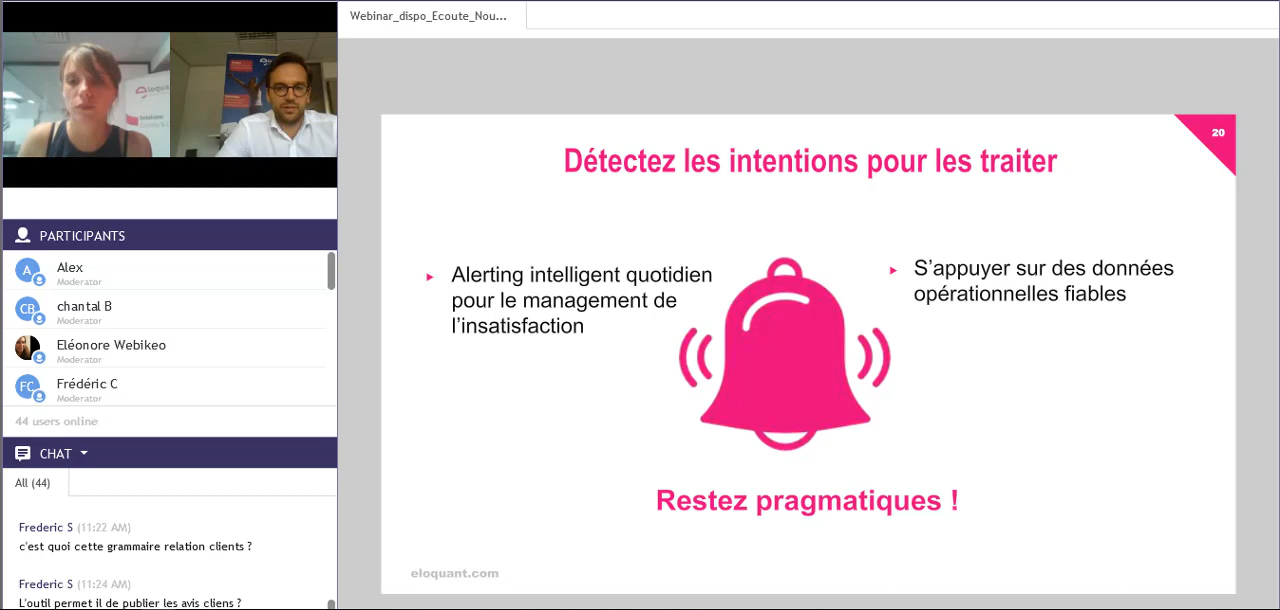 Webinar_dispo_Ecoute_Nou...
PARTICIPANTS
A
Alex
Moderator
CB
chantal B
Moderator
Eléonore Webikeo
Moderator
FC
Frédéric C
Moderator
44 users online
CHAT
All (44)
Frederic S (11:22 AM)
c'est quoi cette grammaire relation clients ?
Frederic S (11:24 AM)
L'outil permet il de publier les avis cliens ?
20
Détectez les intentions pour les traiter
Alerting intelligent quotidien
pour le management de
l'insatisfaction
S'appuyer sur des données
opérationnelles fiables
Restez pragmatiques !
eloquant.com